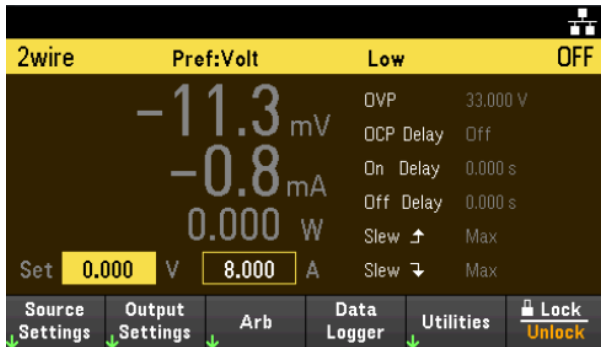 2wire Pref:Volt Low OFF
-11.3 mV
-0.8 mA
0.000 W
Set 0.000 V 8.000 A
OVP 33.000 V
OCP Delay Off
On Delay 0.000 s
Off Delay 0.000 s
Slew Max
Slew Max
Source Settings
Output Settings
Arb
Data Logger
Utilities
Lock
Unlock